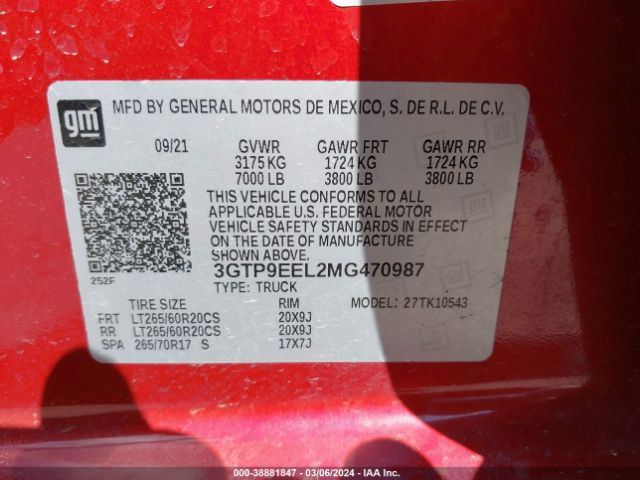 gm
MFD BY GENERAL MOTORS DE MEXICO, S. DE R.L. DE C.V.
09/21 GVWR GAWR FRT GAWR RR
3175 KG 1724 KG 1724 KG
7000 LB 3800 LB 3800 LB
THIS VEHICLE CONFORMS TO ALL
APPLICABLE U.S. FEDERAL MOTOR
VEHICLE SAFETY STANDARDS IN EFFECT
ON THE DATE OF MANUFACTURE
SHOWN ABOVE.
3GTP9EEL2MG470987
252F
TYPE: TRUCK
TIRE SIZE RIM MODEL: 27TK10543
FRT LT265/60R20CS 20X9J
RR LT265/60R20CS 20X9J
SPA 265/70R17 S 17X7J
000-38881847 - 03/06/2024 - IAA Inc.